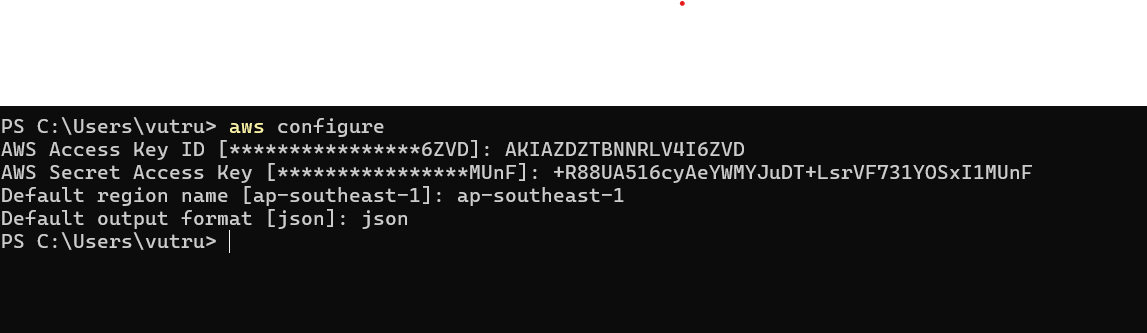 PS C:\Users\vutru> aws configure
AWS Access Key ID [****************6ZVD]: AKIAZDZTBNNRLV4I6ZVD
AWS Secret Access Key [****************MUnF]: 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
Default region name [ap-southeast-1]: ap-southeast-1
Default output format [json]: json
PS C:\Users\vutru>